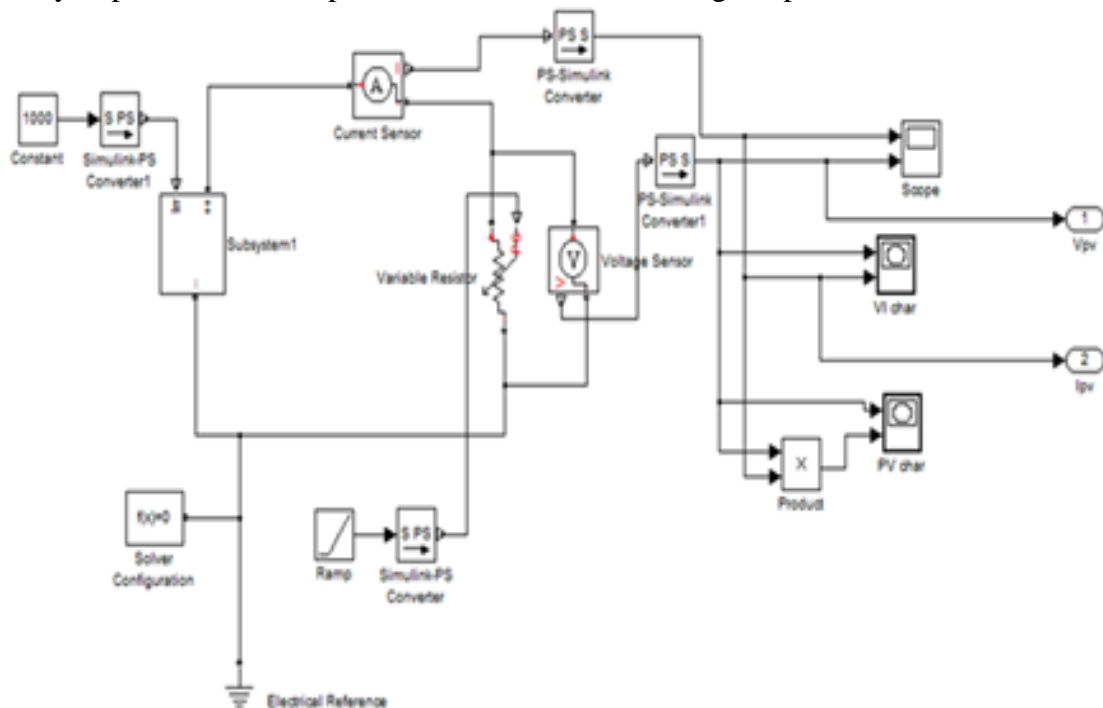 PS S
PS-Simulink
Converter
A
Current Sensor
1000
Constant
S PS
Simulink-PS
Converter1
Subsystem1
PS S
PS-Simulink
Converter1
Scope
1
Vpv
Variable Resistor
V
Voltage Sensor
VI char
2
Ipv
X
Product
PV char
f(x)=0
Solver
Configuration
Ramp
S PS
Simulink-PS
Converter
Electrical Reference